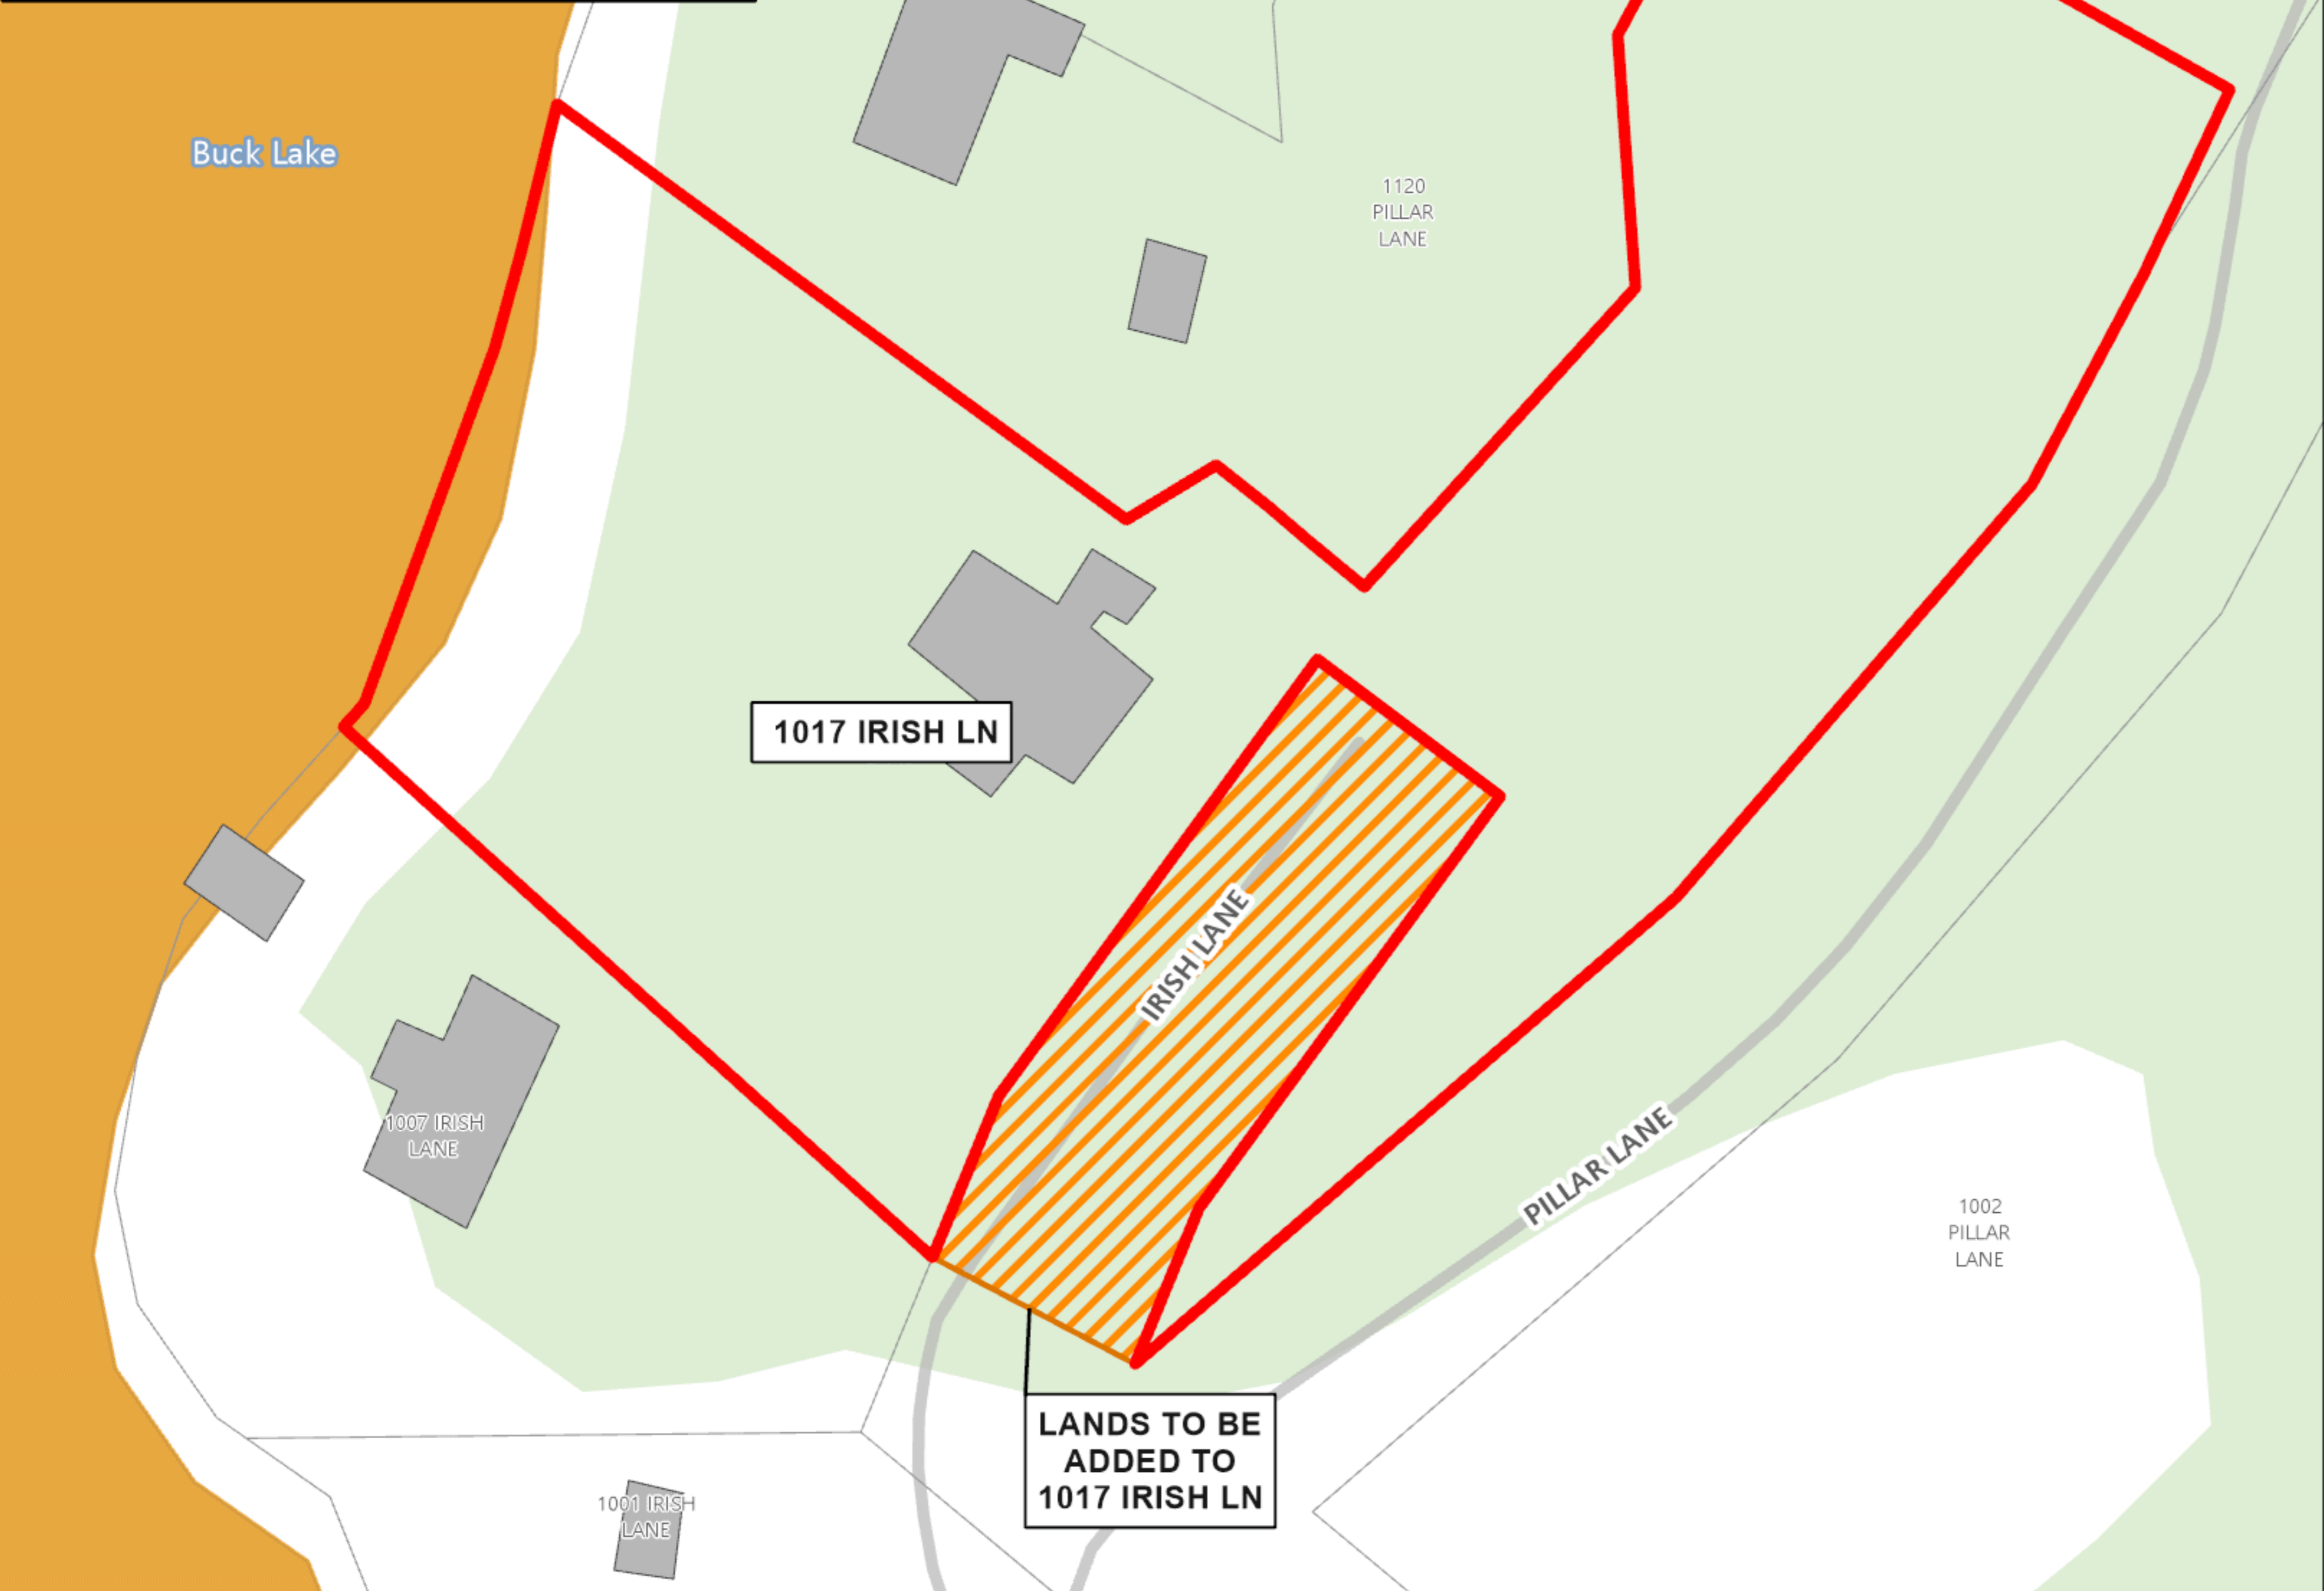 Buck Lake
1120
PILLAR
LANE
1017 IRISH LN
IRISH LANE
1007 IRISH
LANE
PILLAR LANE
1002
PILLAR
LANE
LANDS TO BE
ADDED TO
1017 IRISH LN
1001 IRISH
LANE